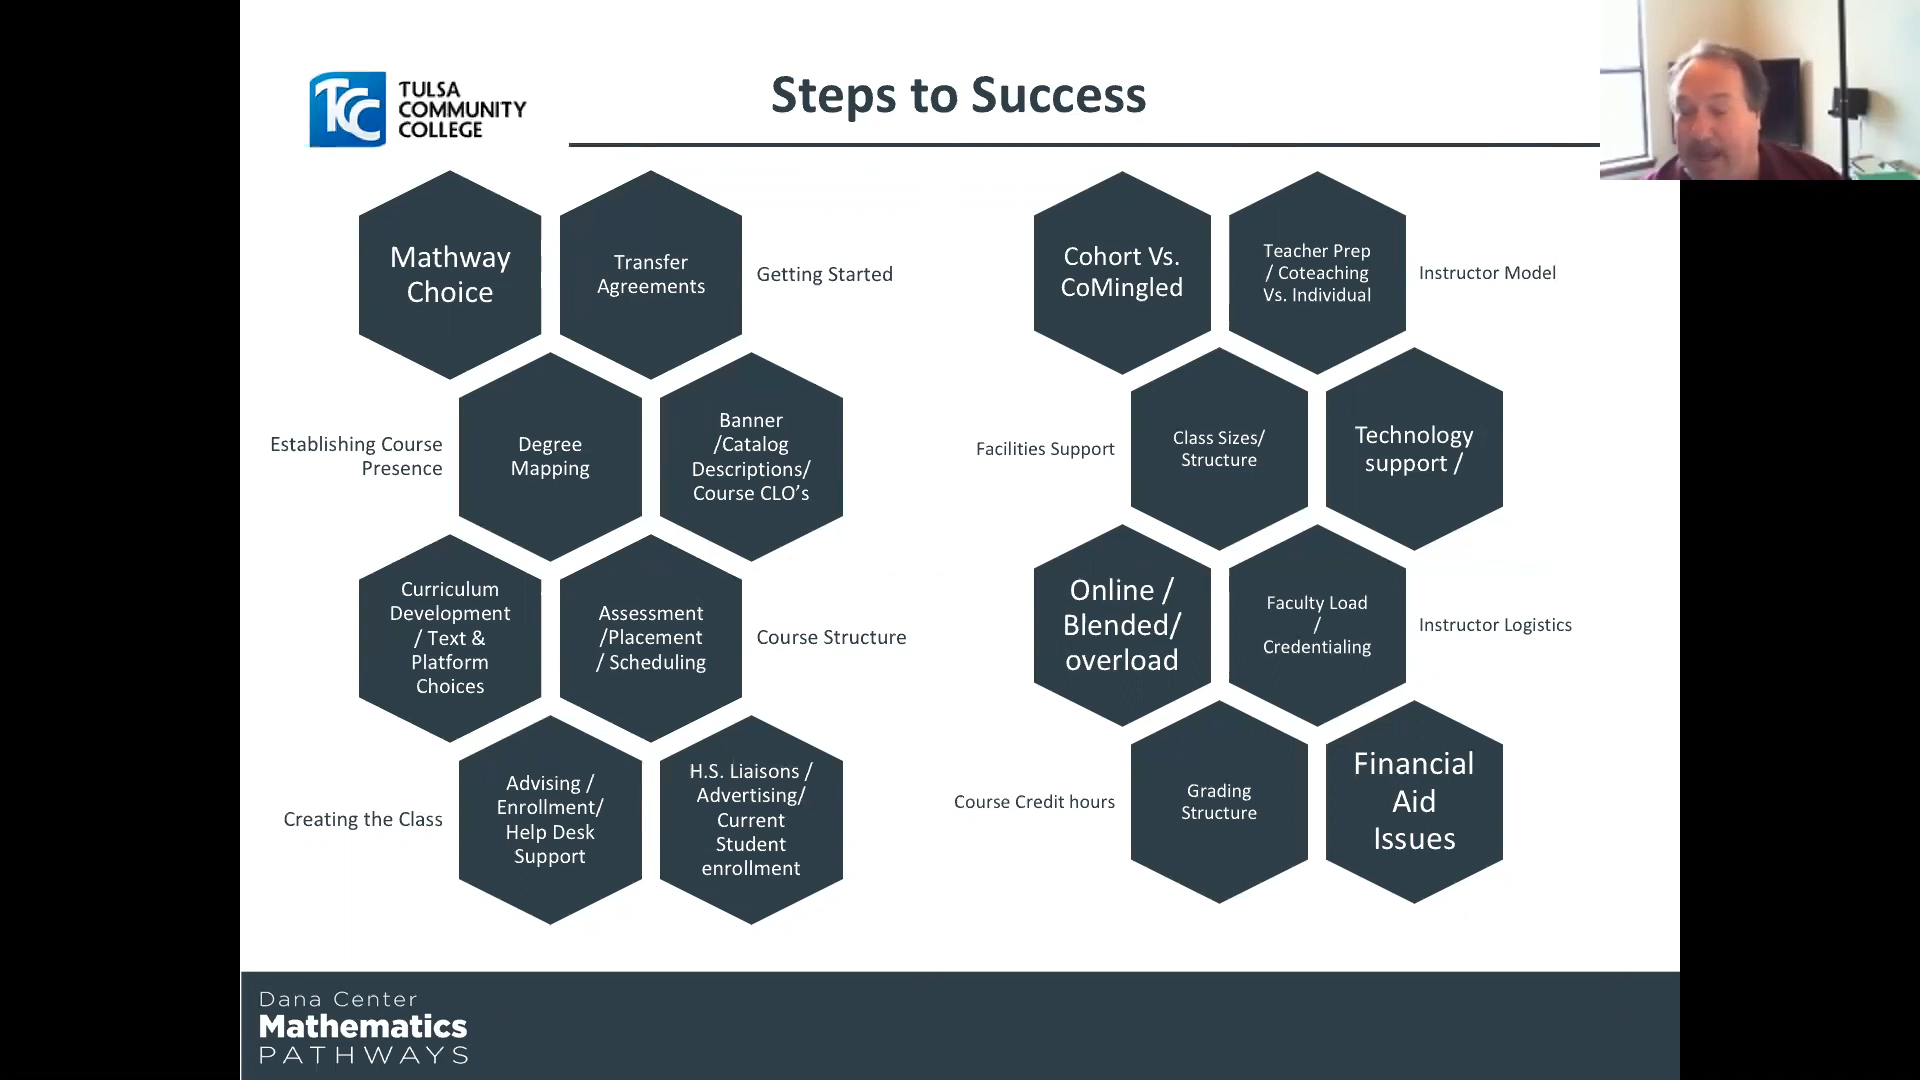 TULSA
COMMUNITY
COLLEGE
TCC
Steps to Success
Mathway
Choice
Transfer
Agreements
Getting Started
Establishing Course
Presence
Degree
Mapping
Banner
/Catalog
Descriptions/
Course CLO’s
Curriculum
Development
/ Text &
Platform
Choices
Assessment
/Placement
/ Scheduling
Course Structure
Creating the Class
Advising /
Enrollment/
Help Desk
Support
H.S. Liaisons /
Advertising/
Current
Student
enrollment
Cohort Vs.
CoMingled
Teacher Prep
/ Coteaching
Vs. Individual
Instructor Model
Facilities Support
Class Sizes/
Structure
Technology
support /
Online /
Blended/
overload
Faculty Load
/
Credentialing
Instructor Logistics
Course Credit hours
Grading
Structure
Financial
Aid
Issues
Dana Center
Mathematics
PATHWAYS